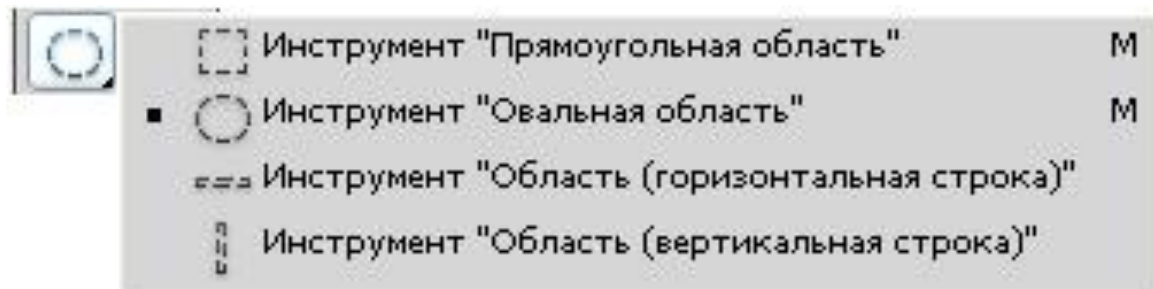 Инструмент "Прямоугольная область" M
Инструмент "Овальная область" M
Инструмент "Область (горизонтальная строка)"
Инструмент "Область (вертикальная строка)"